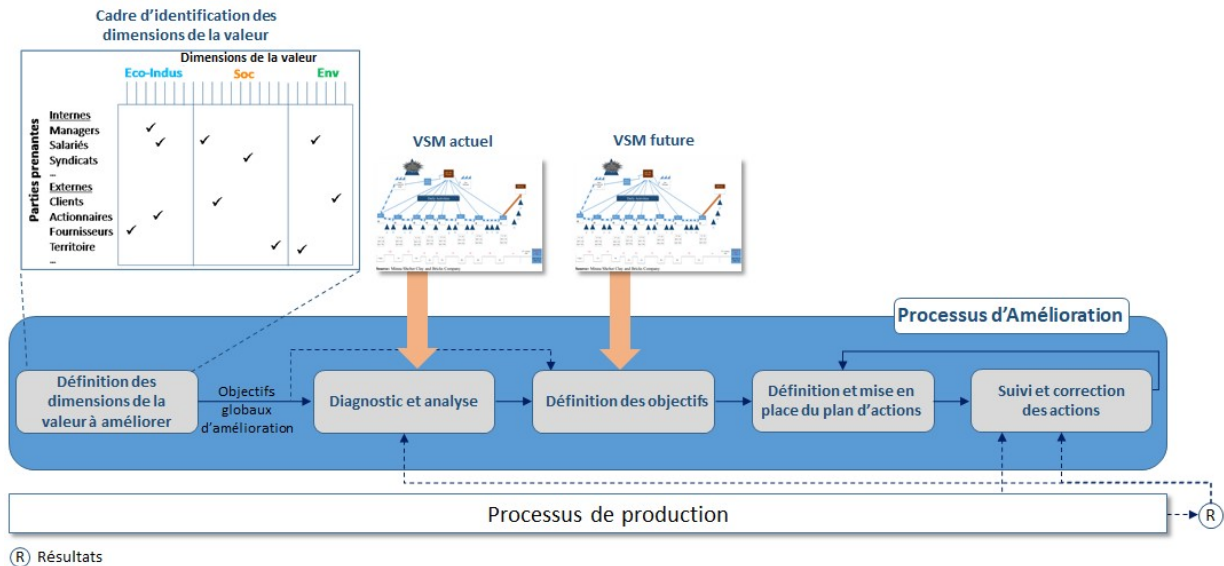 Cadre d'identification des
dimensions de la valeur
Dimensions de la valeur
Eco-Indus Soc Env
Parties prenantes
Internes
Managers
Salariés
Syndicats
...
Externes
Clients
Actionnaires
Fournisseurs
Territoire
...
VSM actuel
VSM future
Processus d'Amélioration
Définition des
dimensions de la
valeur à améliorer
Objectifs
globaux
d'amélioration
Diagnostic et analyse
Définition des objectifs
Définition et mise en
place du plan d'actions
Suivi et correction
des actions
Processus de production
R
R Résultats